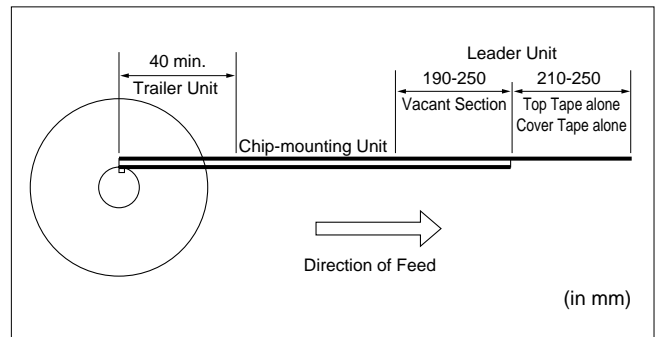 Leader Unit
40 min.
Trailer Unit
190-250
Vacant Section
210-250
Top Tape alone
Cover Tape alone
Chip-mounting Unit
Direction of Feed
(in mm)